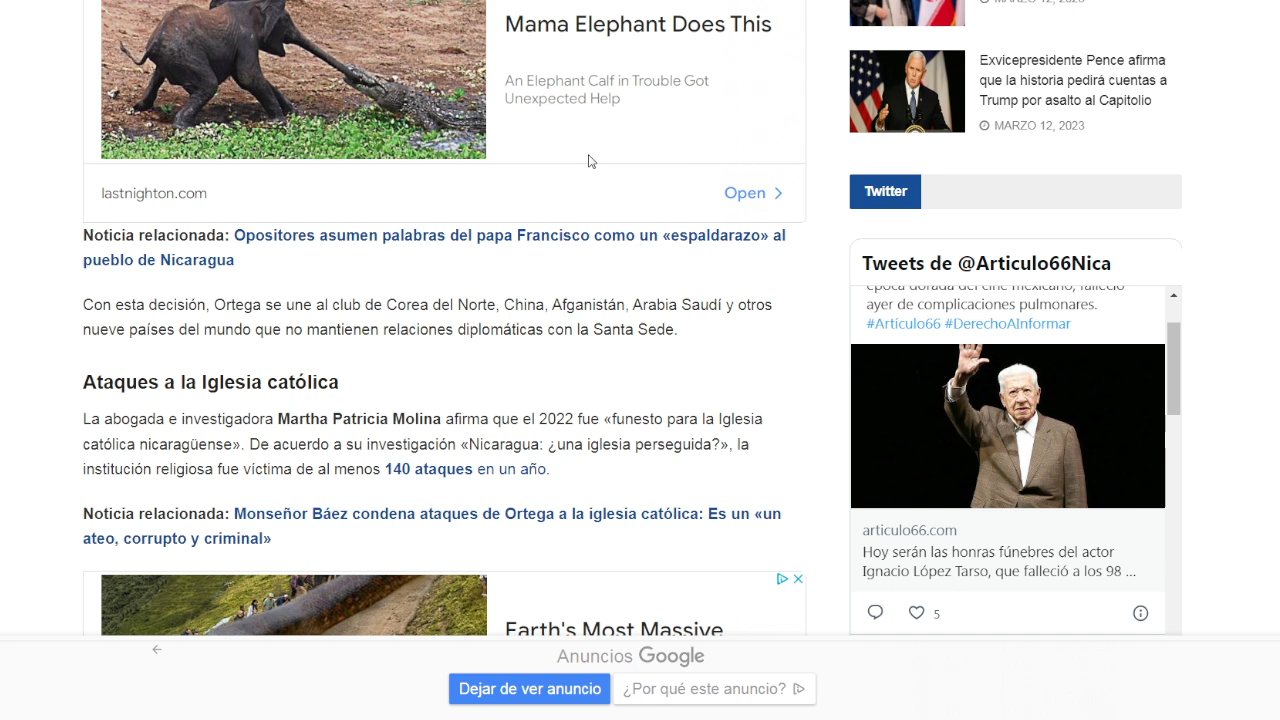 Mama Elephant Does This
An Elephant Calf in Trouble Got
Unexpected Help
lastnighton.com
Open
Noticia relacionada: Opositores asumen palabras del papa Francisco como un «espaldarazo» al
pueblo de Nicaragua
Con esta decisión, Ortega se une al club de Corea del Norte, China, Afganistán, Arabia Saudí y otros
nueve países del mundo que no mantienen relaciones diplomáticas con la Santa Sede.
Ataques a la Iglesia católica
La abogada e investigadora Martha Patricia Molina afirma que el 2022 fue «funesto para la Iglesia
católica nicaragüense». De acuerdo a su investigación «Nicaragua: ¿una iglesia perseguida?», la
institución religiosa fue víctima de al menos 140 ataques en un año.
Noticia relacionada: Monseñor Báez condena ataques de Ortega a la iglesia católica: Es un «un
ateo, corrupto y criminal»
Earth's Most Massive
MARZO 12, 2023
Exvicepresidente Pence afirma
que la historia pedirá cuentas a
Trump por asalto al Capitolio
MARZO 12, 2023
Twitter
Tweets de @Articulo66Nica
época dorada del cine mexicano, falleció
ayer de complicaciones pulmonares.
#Artículo66 #DerechoAInformar
articulo66.com
Hoy serán las honras fúnebres del actor
Ignacio López Tarso, que falleció a los 98 ...
5
Anuncios Google
Dejar de ver anuncio
¿Por qué este anuncio?